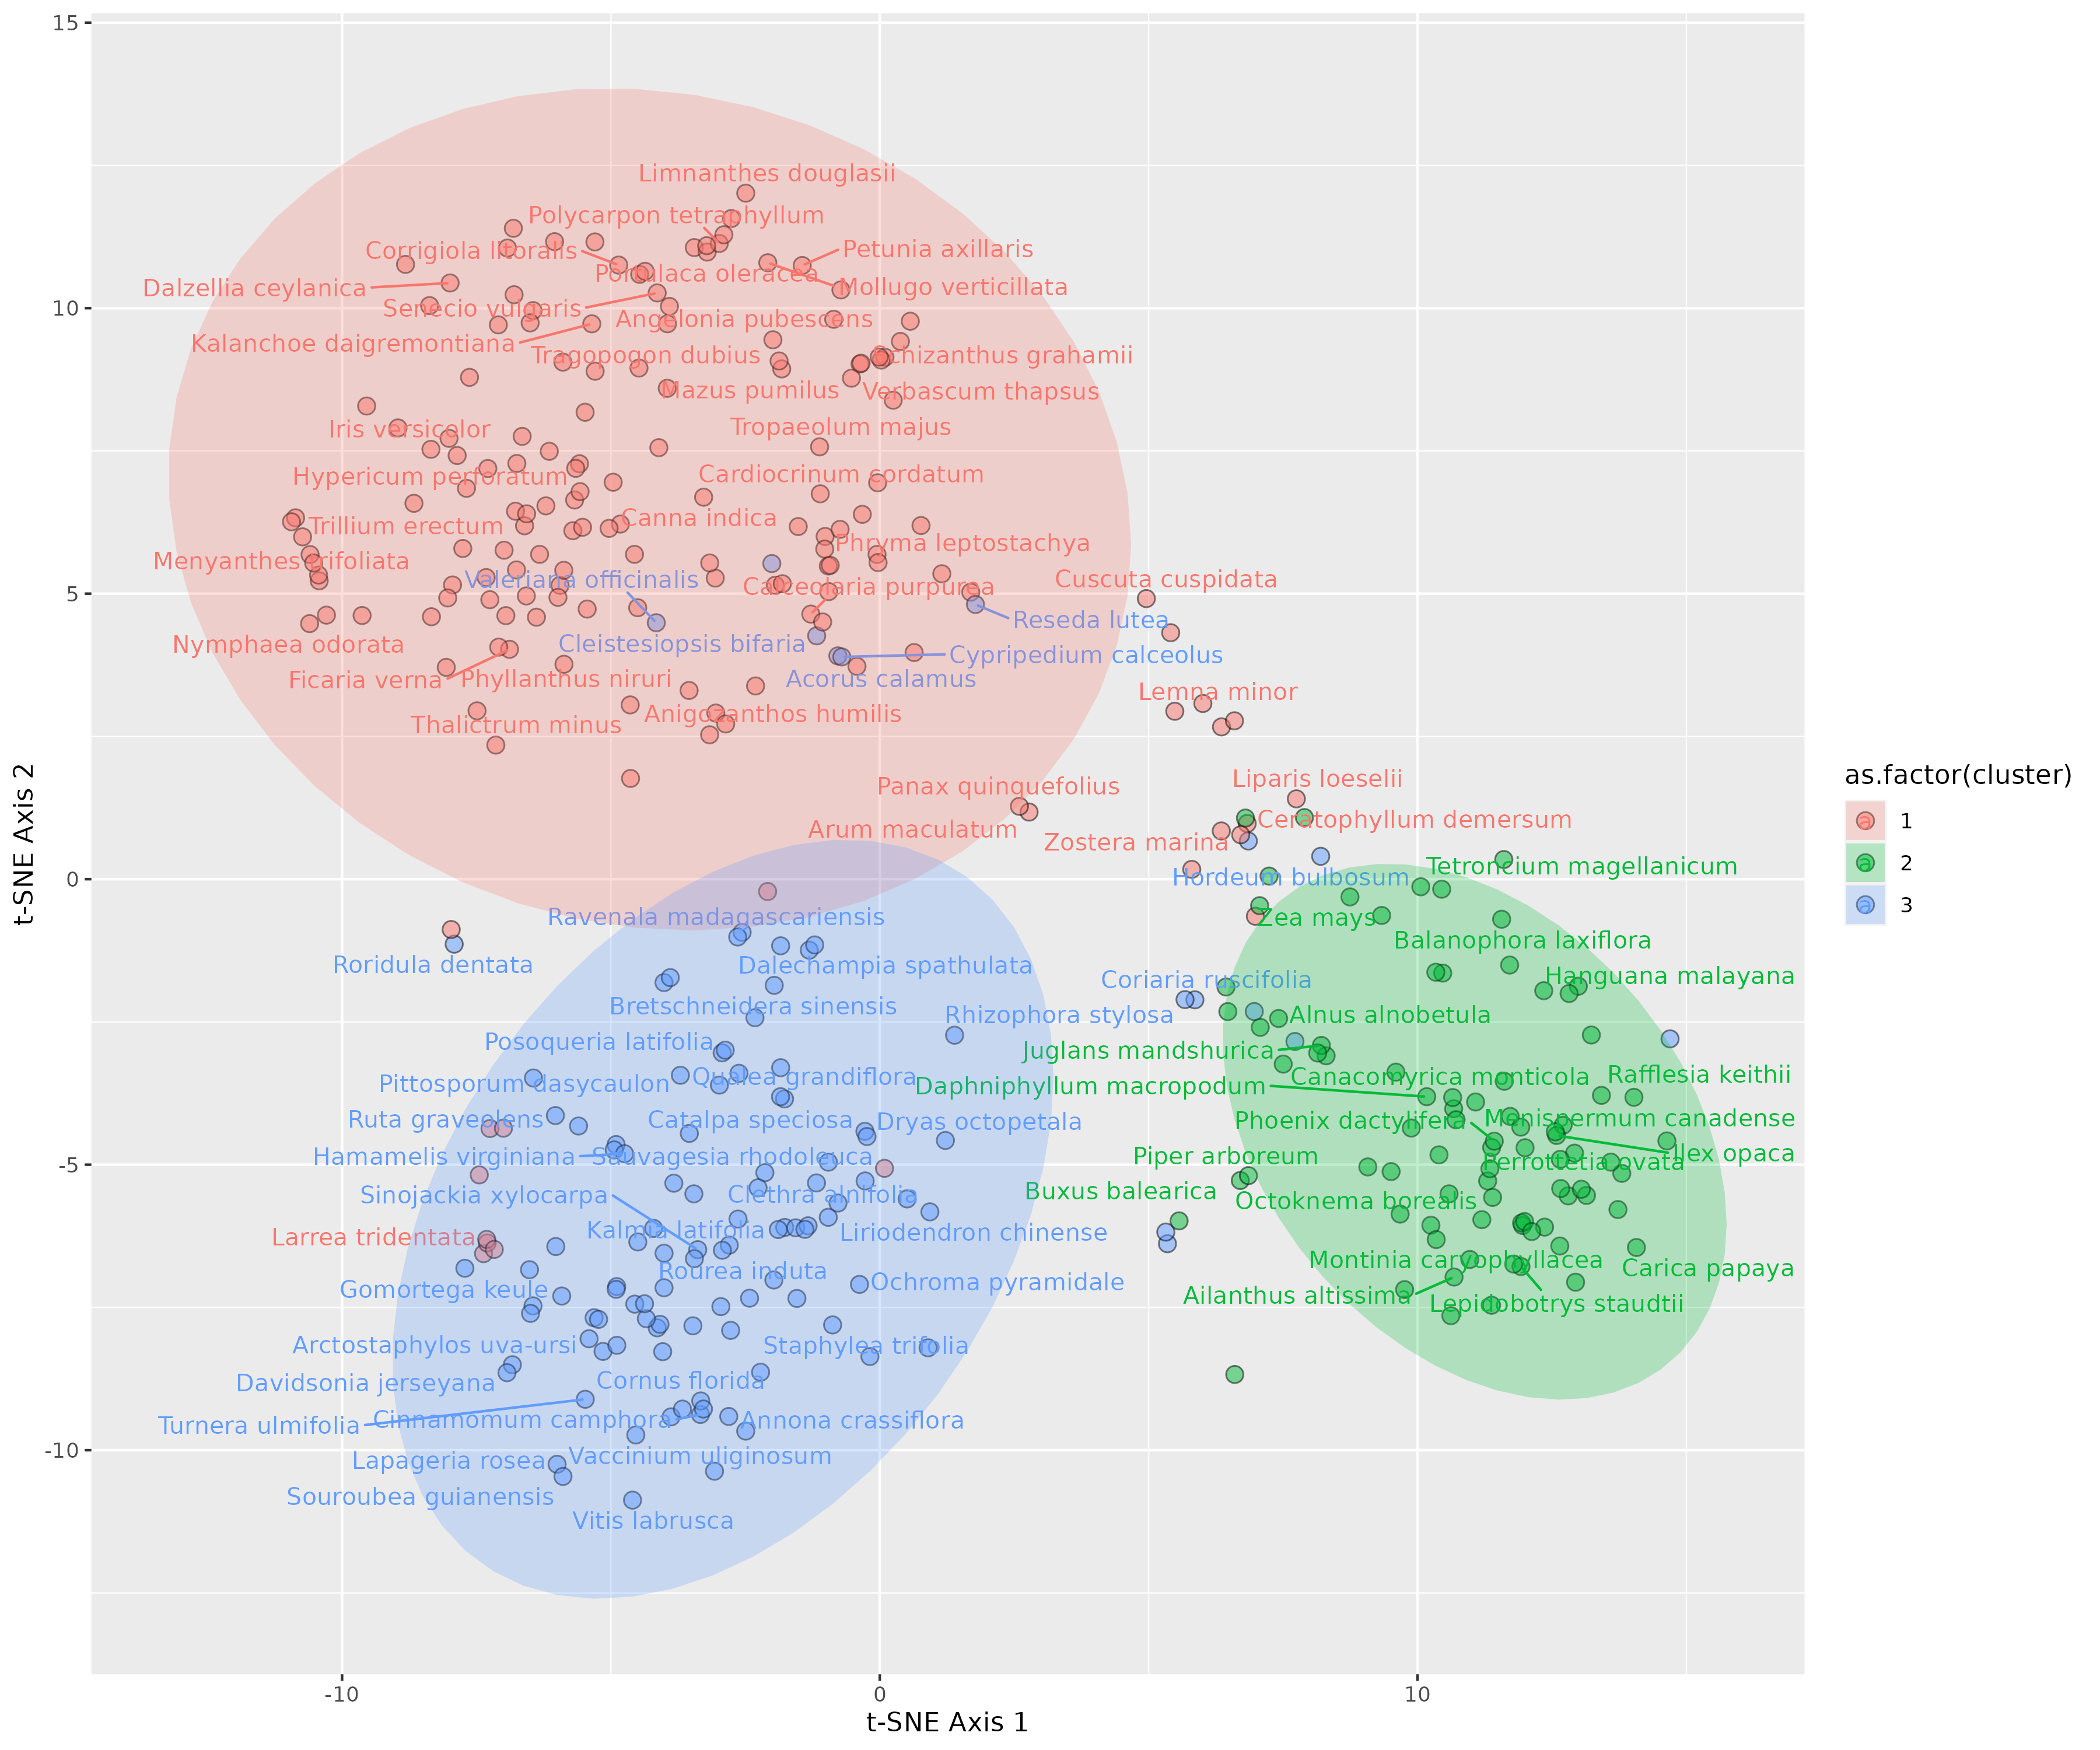 15
Limnanthes douglasii
Polycarpon tetraphyllum
Corrigiola litoralis
Petunia axillaris
Portulaca oleracea
Dalzellia ceylanica
Mollugo verticillata
10
Senecio vulgaris
Angelonia pubescens
Kalanchoe daigremontiana
Tragopogon dubius
Schizanthus grahamii
Mazus pumilus
Verbascum thapsus
Iris versicolor
Tropaeolum majus
Hypericum perforatum
Cardiocrinum cordatum
Trillium erectum
Canna indica
Phryma leptostachya
Menyanthes trifoliata
5
Valeriana officinalis
Calceolaria purpurea
Cuscuta cuspidata
Reseda lutea
Nymphaea odorata
Cleistesiopsis bifaria
Cypripedium calceolus
Ficaria verna
Phyllanthus niruri
Acorus calamus
Lemna minor
Thalictrum minus
Anigozanthos humilis
Panax quinquefolius
Liparis loeselii
Arum maculatum
Zostera marina
Ceratophyllum demersum
Tetroncium magellanicum
0
Hordeum bulbosum
Ravenala madagascariensis
Zea mays
Balanophora laxiflora
Roridula dentata
Dalechampia spathulata
Coriaria ruscifolia
Hanguana malayana
Bretschneidera sinensis
Rhizophora stylosa
Alnus alnobetula
Posoqueria latifolia
Juglans mandshurica
Pittosporum dasycaulon
Qualea grandiflora
Daphniphyllum macropodum
Canacomyrica monticola
Rafflesia keithii
Ruta graveolens
Catalpa speciosa
Dryas octopetala
Phoenix dactylifera
Menispermum canadense
Hamamelis virginiana
Sauvagesia rhodoleuca
Piper arboreum
Perrottetia ovata
Ilex opaca
-5
Sinojackia xylocarpa
Clethra alnifolia
Buxus balearica
Octoknema borealis
Larrea tridentata
Kalmia latifolia
Liriodendron chinense
Rourea induta
Montinia caryophyllacea
Carica papaya
Gomortega keule
Ochroma pyramidale
Ailanthus altissima
Lepidobotrys staudtii
Arctostaphylos uva-ursi
Staphylea trifolia
Davidsonia jerseyana
Cornus florida
Turnera ulmifolia
Cinnamomum camphora
Annona crassiflora
-10
Lapageria rosea
Vaccinium uliginosum
Souroubea guianensis
Vitis labrusca
-10
0
10
t-SNE Axis 1
t-SNE Axis 2
as.factor(cluster)
a 1
a 2
a 3